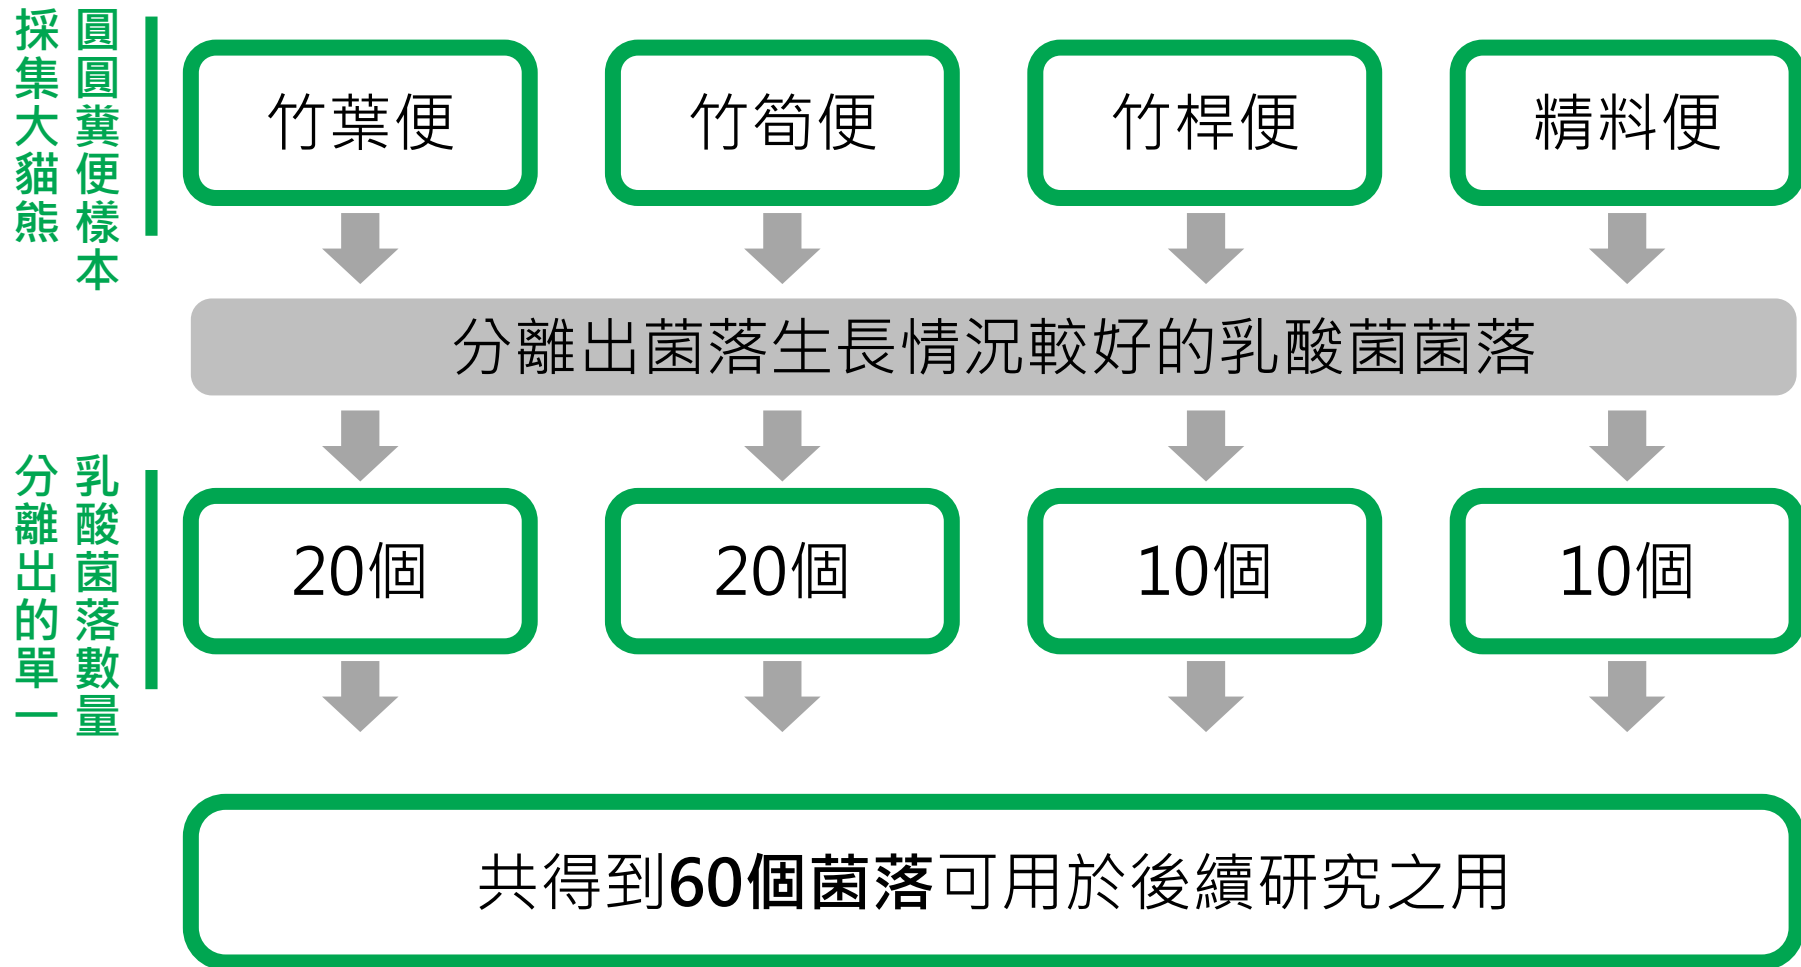 採集大貓熊
圓圓糞便樣本
竹葉便
竹筍便
竹桿便
精料便
分離出菌落生長情況較好的乳酸菌菌落
分離出的單一
乳酸菌落數量
20個
20個
10個
10個
共得到60個菌落可用於後續研究之用